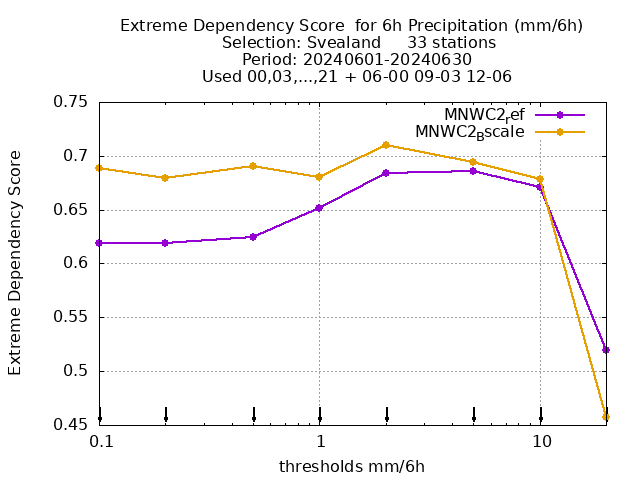 Extreme Dependency Score  for 6h Precipitation (mm/6h)
Selection: Svealand     33 stations
Period: 20240601-20240630
Used 00,03,...,21 + 06-00 09-03 12-06
MNWC2ref
MNWC2Bscale
Extreme Dependency Score
0.75
0.7
0.65
0.6
0.55
0.5
0.45
0.1
1
10
thresholds mm/6h